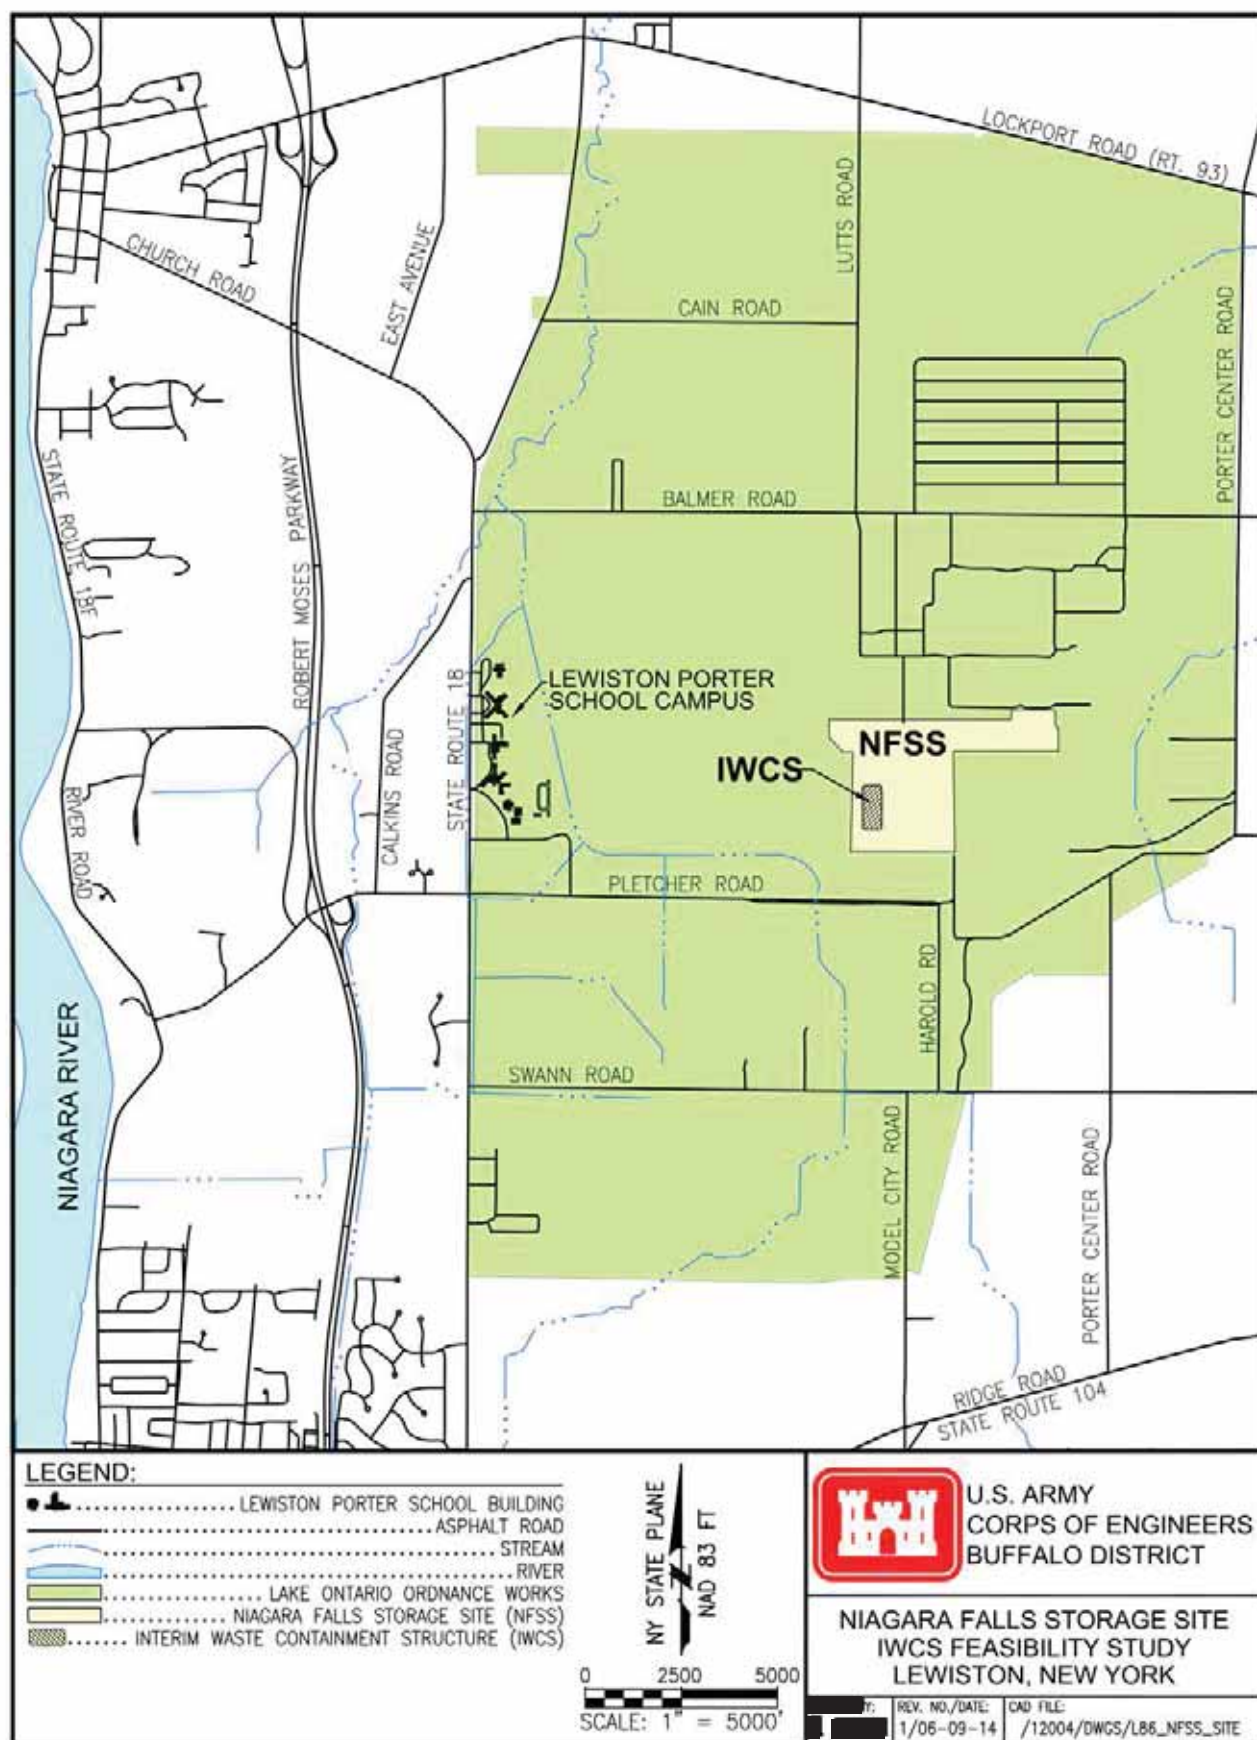 LOCKPORT ROAD (RT. 93)
LUTTS ROAD
CHURCH ROAD
EAST AVENUE
CAIN ROAD
PORTER CENTER ROAD
STATE ROUTE 18F
ROBERT MOSES PARKWAY
BALMER ROAD
LEWISTON PORTER
SCHOOL CAMPUS
STATE ROUTE 18
NFSS
IWCS
CALKINS ROAD
RIVER ROAD
PLETCHER ROAD
HAROLD RD
NIAGARA RIVER
SWANN ROAD
MODEL CITY ROAD
PORTER CENTER ROAD
RIDGE ROAD
STATE ROUTE 104
LEGEND:
LEWISTON PORTER SCHOOL BUILDING
ASPHALT ROAD
STREAM
RIVER
LAKE ONTARIO ORDNANCE WORKS
NIAGARA FALLS STORAGE SITE (NFSS)
INTERIM WASTE CONTAINMENT STRUCTURE (IWCS)
NY STATE PLANE
N
NAD 83 FT
0 2500 5000
SCALE: 1" = 5000'
U.S. ARMY
CORPS OF ENGINEERS
BUFFALO DISTRICT
NIAGARA FALLS STORAGE SITE
IWCS FEASIBILITY STUDY
LEWISTON, NEW YORK
REV. NO./DATE: CAD FILE:
1/06-09-14 /12004/DWGS/L86_NFSS_SITE